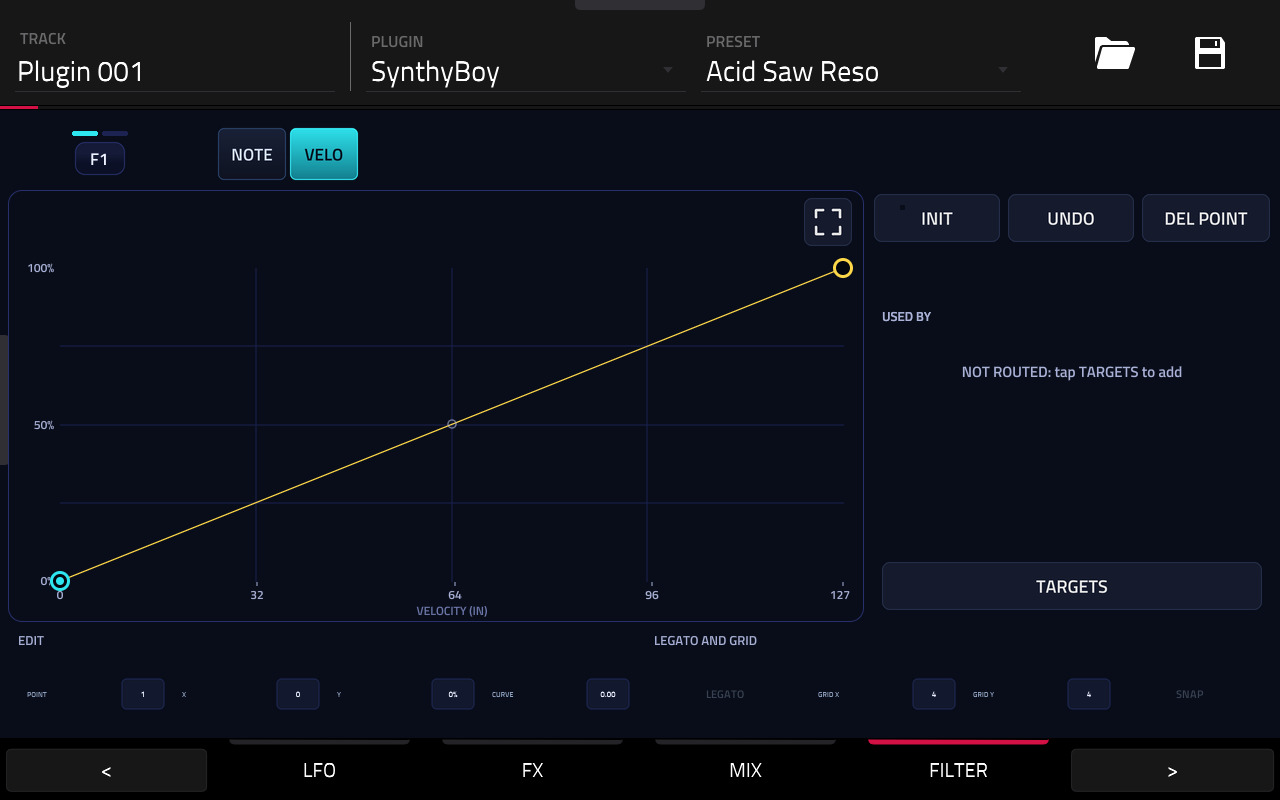 TRACK
Plugin 001
PLUGIN
SynthyBoy
PRESET
Acid Saw Reso
F1
NOTE
VELO
INIT
UNDO
DEL POINT
100%
50%
0%
0
32
64
96
127
VELOCITY (IN)
USED BY
NOT ROUTED: tap TARGETS to add
TARGETS
EDIT
LEGATO AND GRID
POINT
1
X
0
Y
0%
CURVE
0.00
LEGATO
GRID X
4
GRID Y
4
SNAP
<
LFO
FX
MIX
FILTER
>